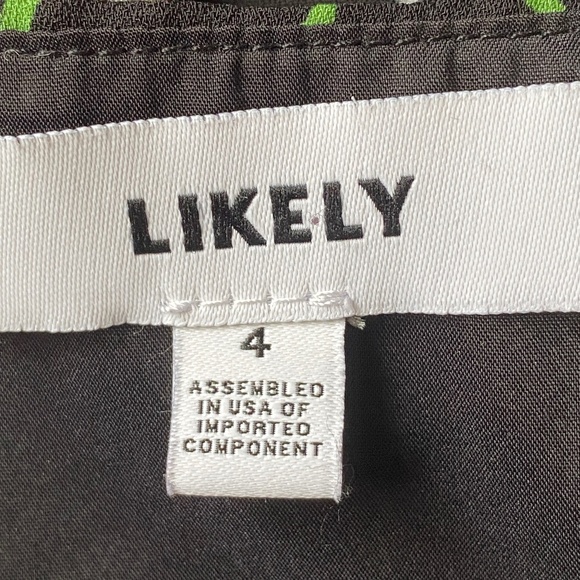 LIKELY
4
ASSEMBLED
IN USA OF
IMPORTED
COMPONENT